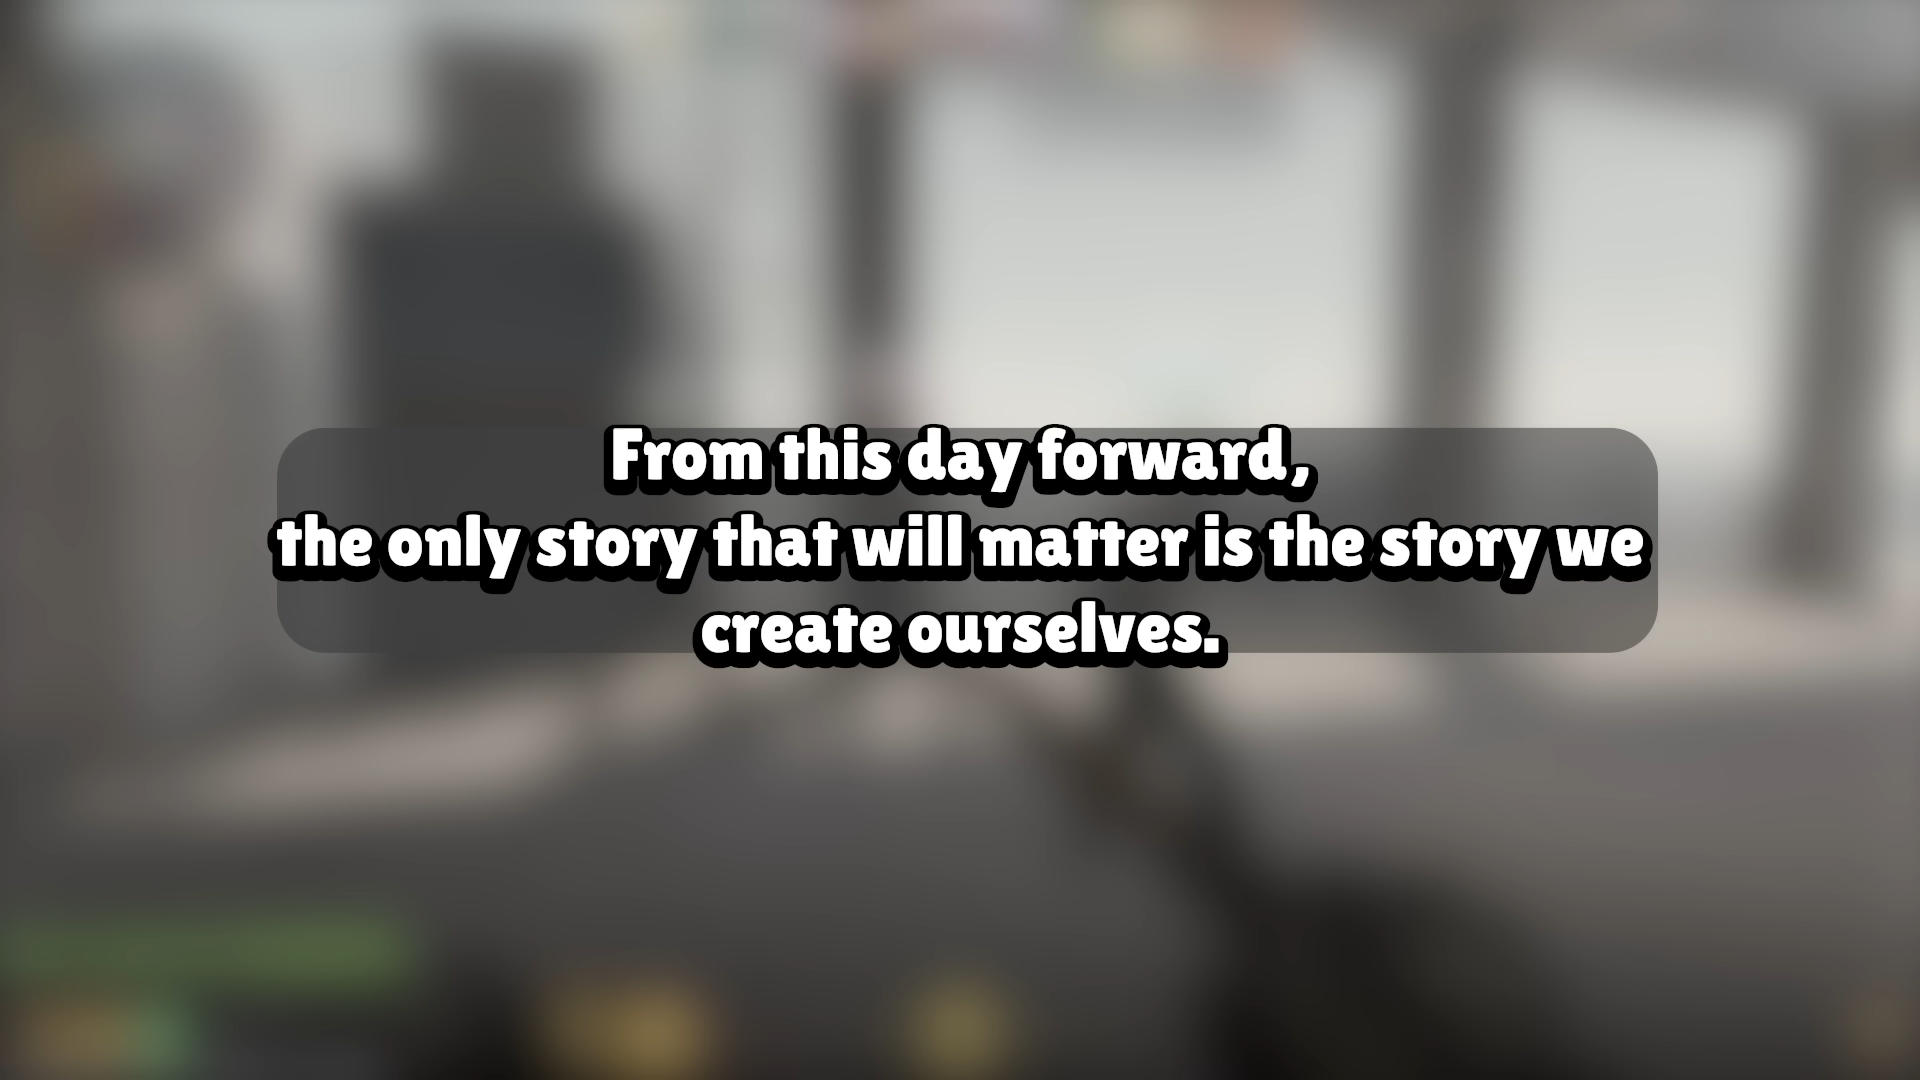 From this day forward,
the only story that will matter is the story we
create ourselves.